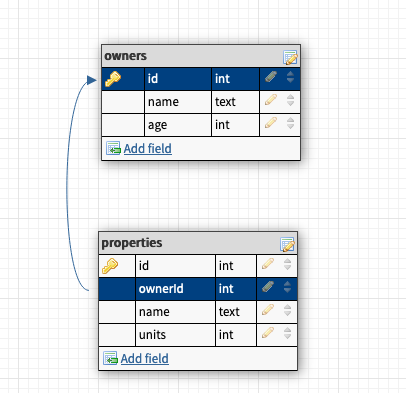 owners
id int
name text
age int
Add field
properties
id int
ownerId int
name text
units int
Add field